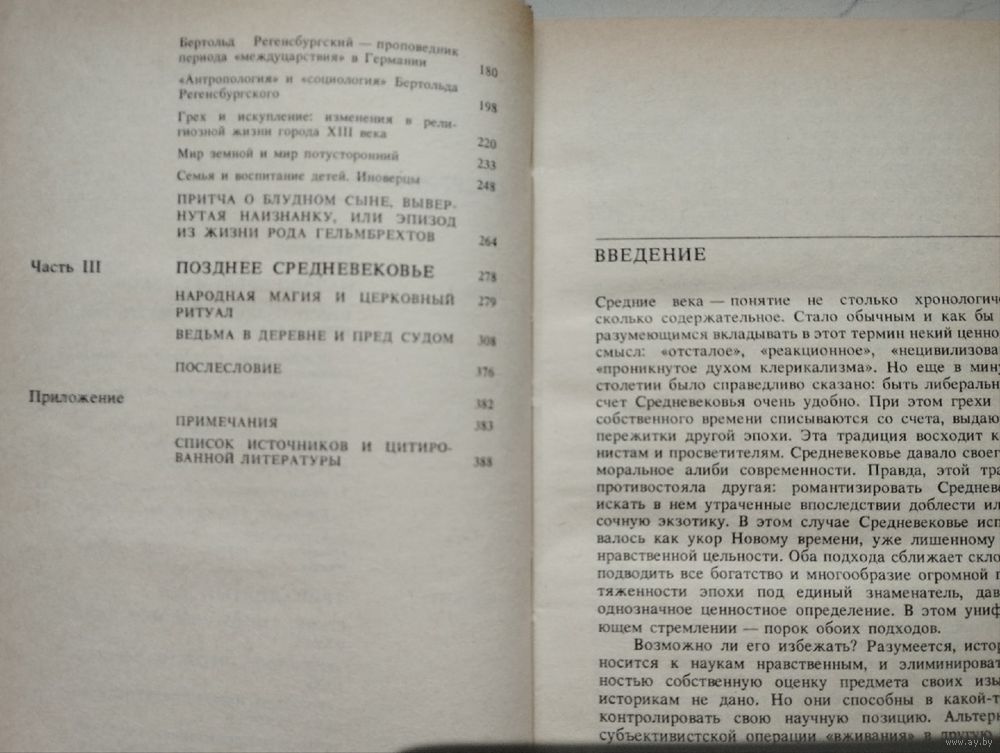 Бертольд Регенсбургский — проповедник
периода «междуцарствия» в Германии
180
«Антропология» и «социология» Бертольда
Регенсбургского
198
Грех и искупление: изменения в рели-
гиозной жизни города XIII века
220
Мир земной и мир потусторонний
233
Семья и воспитание детей. Иноверцы
248
ПРИТЧА О БЛУДНОМ СЫНЕ, ВЫВЕР-
НУТАЯ НАИЗНАНКУ, ИЛИ ЭПИЗОД
ИЗ ЖИЗНИ РОДА ГЕЛЬМБРЕХТОВ
264
Часть III ПОЗДНЕЕ СРЕДНЕВЕКОВЬЕ 278
НАРОДНАЯ МАГИЯ И ЦЕРКОВНЫЙ 279
РИТУАЛ
ВЕДЬМА В ДЕРЕВНЕ И ПРЕД СУДОМ 308
ПОСЛЕСЛОВИЕ 376
Приложение 382
ПРИМЕЧАНИЯ 383
СПИСОК ИСТОЧНИКОВ И ЦИТИРО-
ВАННОЙ ЛИТЕРАТУРЫ 388
ВВЕДЕНИЕ
Средние века — понятие не столько хронологиче
сколько содержательное. Стало обычным и как бы
разумеющимся вкладывать в этот термин некий ценно
смысл: «отсталое», «реакционное», «нецивилизова
«проникнутое духом клерикализма». Но еще в мину
столетии было справедливо сказано: быть либеральн
счет Средневековья очень удобно. При этом грехи
собственного времени списываются со счета, выдаю
пережитки другой эпохи. Эта традиция восходит к
нистам и просветителям. Средневековье давало своег
моральное алиби современности. Правда, этой тра
противостояла другая: романтизировать Средневе
искать в нем утраченные впоследствии доблести ил
сочную экзотику. В этом случае Средневековье исп
валось как укор Новому времени, уже лишенному
нравственной цельности. Оба подхода сближает скло
подводить все богатство и многообразие огромной п
тяженности эпохи под единый знаменатель, дав
однозначное ценностное определение. В этом униф
ющем стремлении — порок обоих подходов.
Возможно ли его избежать? Разумеется, истор
носится к наукам нравственным, и элиминироват
ностью собственную оценку предмета своих изы
историкам не дано. Но они способны в какой-т
контролировать свою научную позицию. Альтерн
субъективистской операции «вживания» в другую
www.ay.by